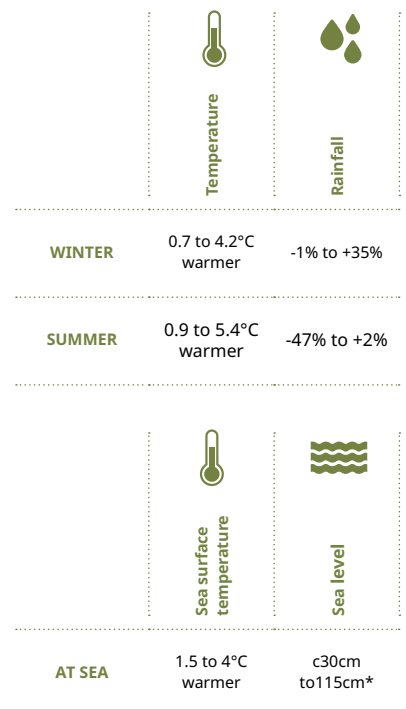 Temperature
Rainfall
WINTER
0.7 to 4.2°C
warmer
-1% to +35%
SUMMER
0.9 to 5.4°C
warmer
-47% to +2%
Sea surface
temperature
Sea level
AT SEA
1.5 to 4°C
warmer
c30cm
to115cm*